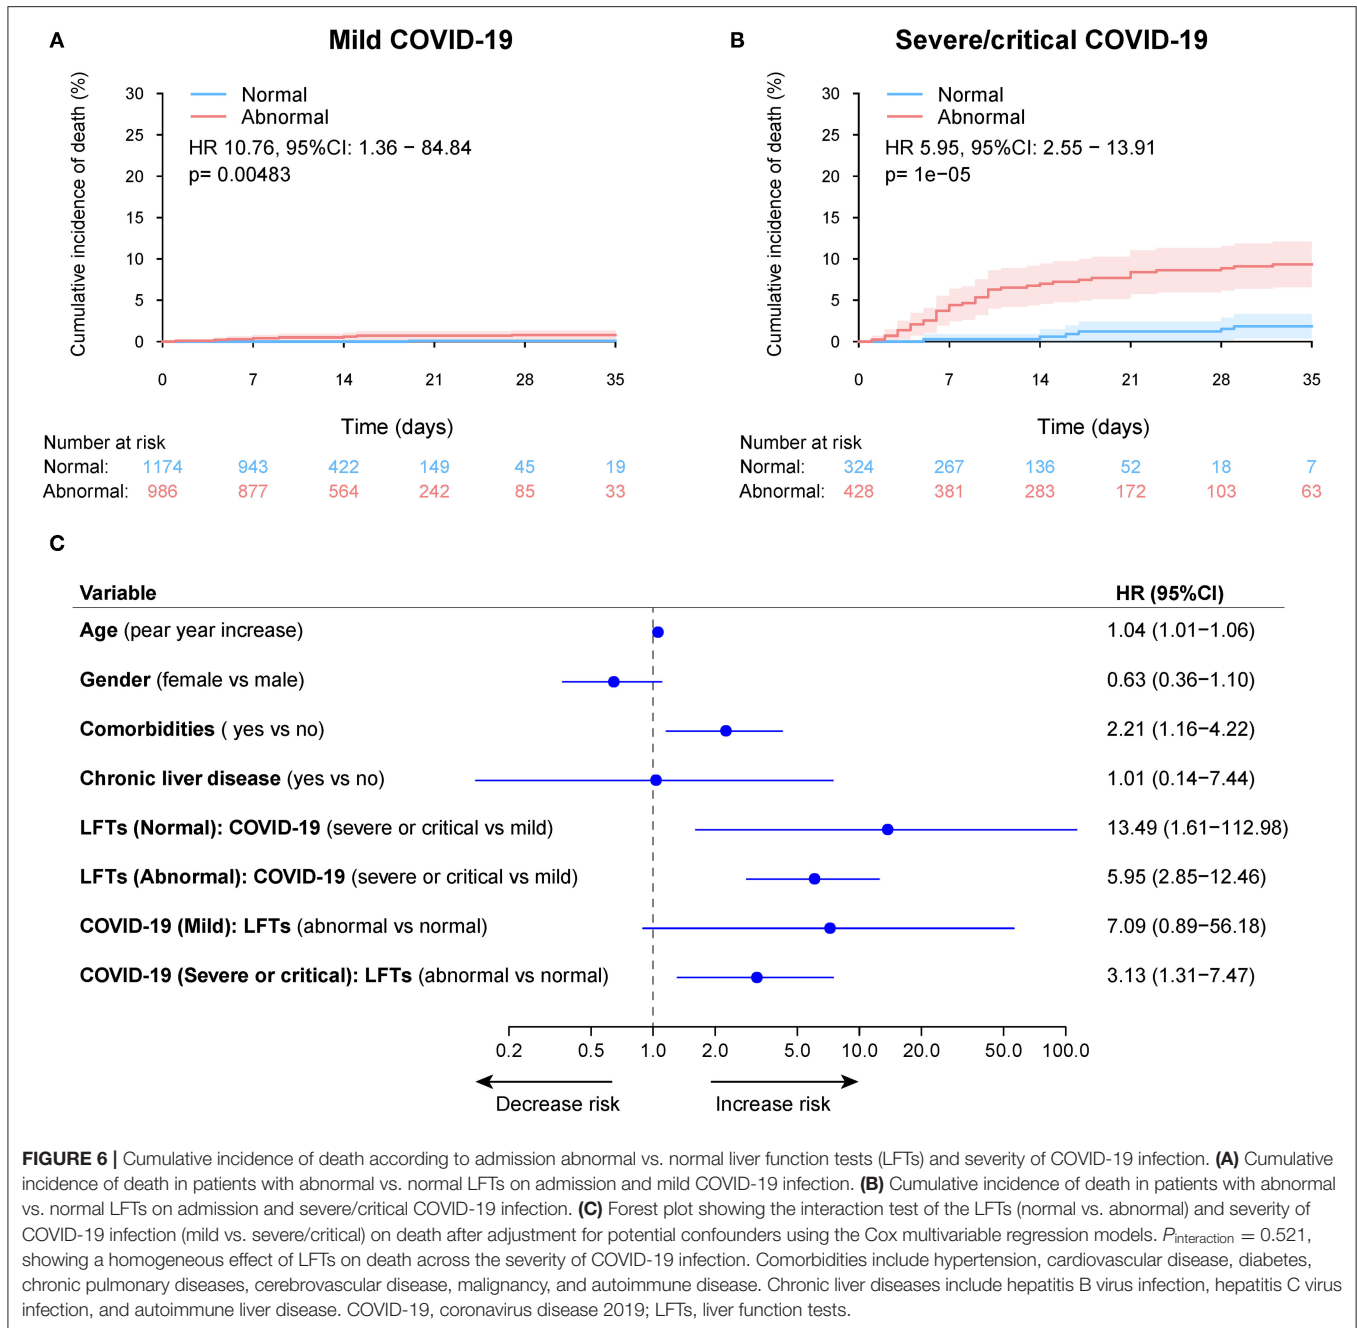 A
Mild COVID-19
Cumulative incidence of death (%)
30
25
20
15
10
5
0
Normal
Abnormal
HR 10.76, 95%CI: 1.36 − 84.84
p= 0.00483
0 7 14 21 28 35
Time (days)
Number at risk
Normal: 1174 943 422 149 45 19
Abnormal: 986 877 564 242 85 33
B
Severe/critical COVID-19
Cumulative incidence of death (%)
30
25
20
15
10
5
0
Normal
Abnormal
HR 5.95, 95%CI: 2.55 − 13.91
p= 1e−05
0 7 14 21 28 35
Time (days)
Number at risk
Normal: 324 267 136 52 18 7
Abnormal: 428 381 283 172 103 63
C
Variable HR (95%CI)
Age (pear year increase) 1.04 (1.01−1.06)
Gender (female vs male) 0.63 (0.36−1.10)
Comorbidities ( yes vs no) 2.21 (1.16−4.22)
Chronic liver disease (yes vs no) 1.01 (0.14−7.44)
LFTs (Normal): COVID-19 (severe or critical vs mild) 13.49 (1.61−112.98)
LFTs (Abnormal): COVID-19 (severe or critical vs mild) 5.95 (2.85−12.46)
COVID-19 (Mild): LFTs (abnormal vs normal) 7.09 (0.89−56.18)
COVID-19 (Severe or critical): LFTs (abnormal vs normal) 3.13 (1.31−7.47)
0.2 0.5 1.0 2.0 5.0 10.0 20.0 50.0 100.0
Decrease risk Increase risk
FIGURE 6 | Cumulative incidence of death according to admission abnormal vs. normal liver function tests (LFTs) and severity of COVID-19 infection. (A) Cumulative
incidence of death in patients with abnormal vs. normal LFTs on admission and mild COVID-19 infection. (B) Cumulative incidence of death in patients with abnormal
vs. normal LFTs on admission and severe/critical COVID-19 infection. (C) Forest plot showing the interaction test of the LFTs (normal vs. abnormal) and severity of
COVID-19 infection (mild vs. severe/critical) on death after adjustment for potential confounders using the Cox multivariable regression models. Pinteraction = 0.521,
showing a homogeneous effect of LFTs on death across the severity of COVID-19 infection. Comorbidities include hypertension, cardiovascular disease, diabetes,
chronic pulmonary diseases, cerebrovascular disease, malignancy, and autoimmune disease. Chronic liver diseases include hepatitis B virus infection, hepatitis C virus
infection, and autoimmune liver disease. COVID-19, coronavirus disease 2019; LFTs, liver function tests.